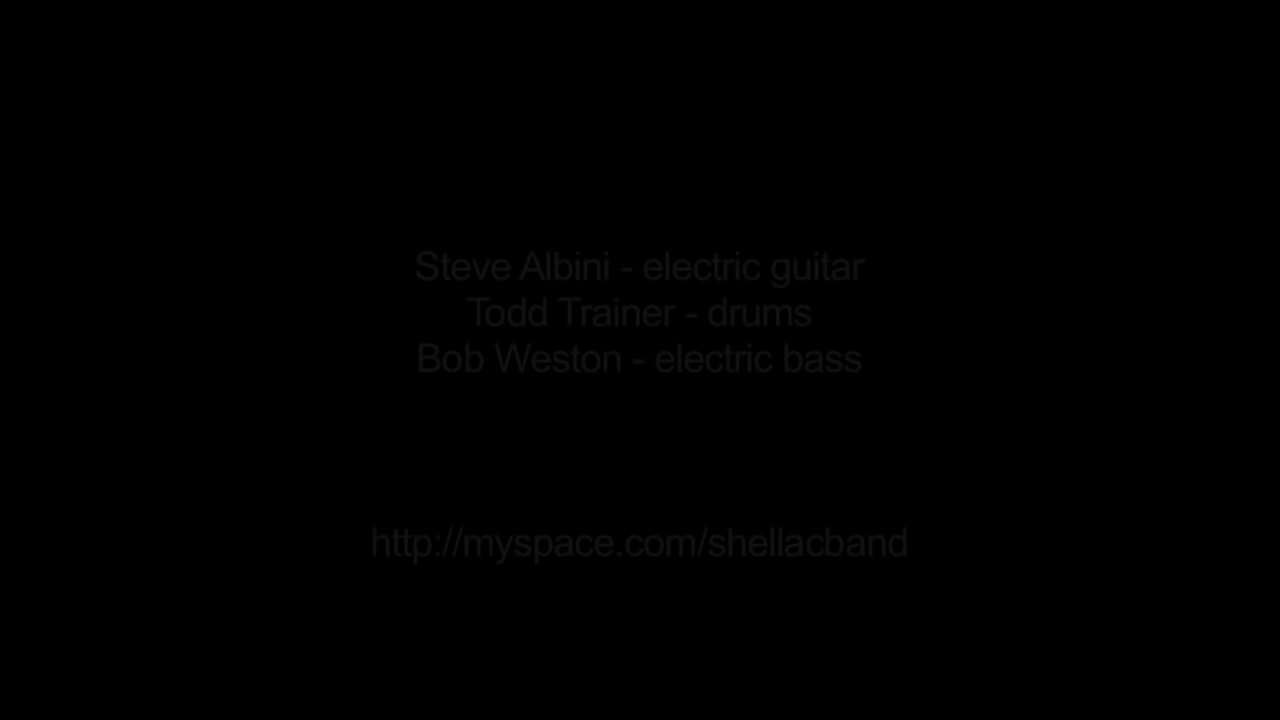 Steve Albini - electric guitar
Todd Trainer - drums
Bob Weston - electric bass
http://myspace.com/shellacband